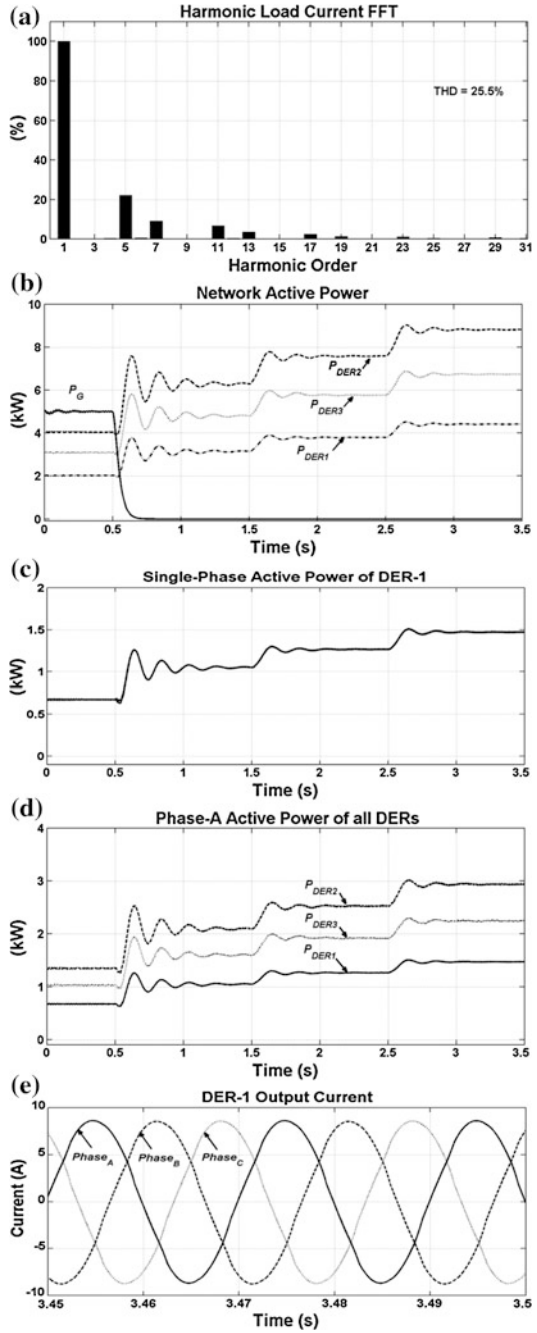 (a)
Harmonic Load Current FFT
100
80
60
40
20
0
(%)
THD = 25.5%
1 3 5 7 9 11 13 15 17 19 21 23 25 27 29 31
Harmonic Order
(b)
Network Active Power
10
8
6
4
2
0
(kW)
P_G
P_DER2
P_DER3
P_DER1
0 0.5 1 1.5 2 2.5 3 3.5
Time (s)
(c)
Single-Phase Active Power of DER-1
2
1.5
1
0.5
0
(kW)
0 0.5 1 1.5 2 2.5 3 3.5
Time (s)
(d)
Phase-A Active Power of all DERs
4
3
2
1
0
(kW)
P_DER2
P_DER3
P_DER1
0 0.5 1 1.5 2 2.5 3 3.5
Time (s)
(e)
DER-1 Output Current
10
5
0
-5
-10
Current (A)
Phase_A
Phase_B
Phase_C
3.45 3.46 3.47 3.48 3.49 3.5
Time (s)